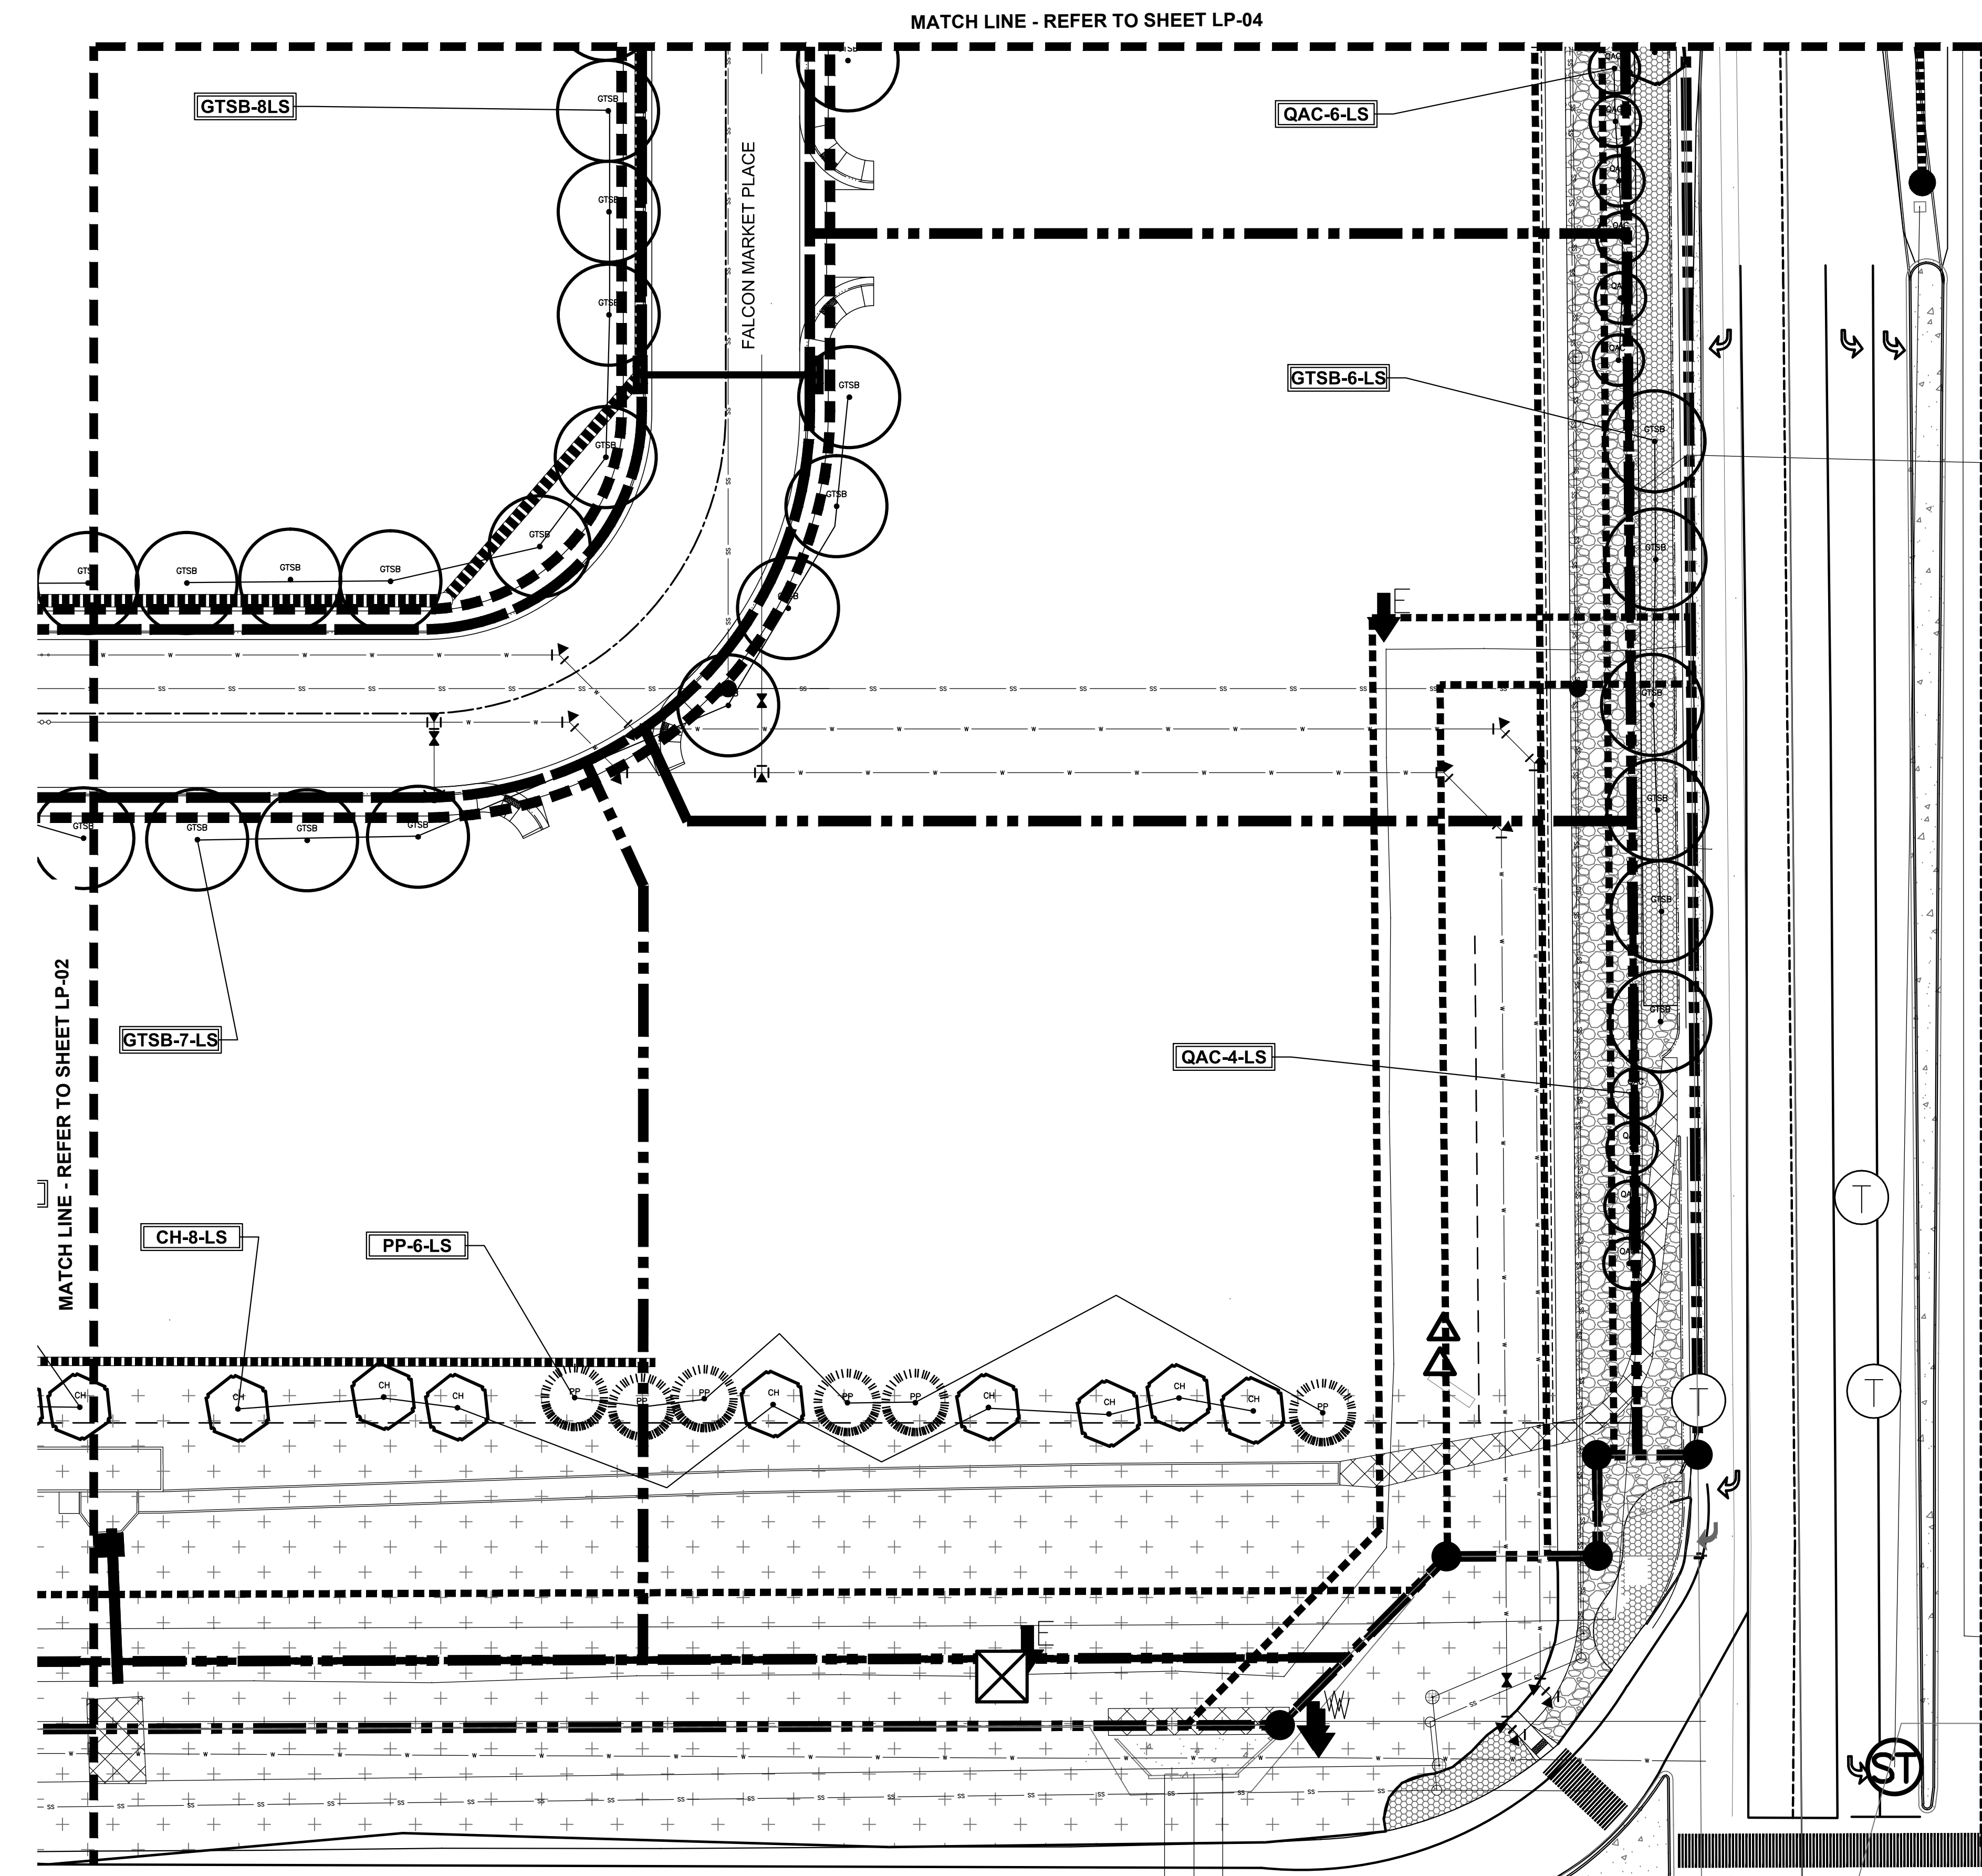 MATCH LINE - REFER TO SHEET LP-04
GTSB-8LS
QAC-6-LS
FALCON MARKET PLACE
GTSB-6-LS
GTSB
GTSB
GTSB
GTSB
GTSB
GTSB
GTSB
GTSB
GTSB
GTSB
QAC
GTSB
GTSB
GTSB
GTSB
GTSB
GTSB
E
GTSB
GTSB
GTSB
GTSB
GTSB-7-LS
MATCH LINE - REFER TO SHEET LP-02
QAC-4-LS
CH-8-LS
PP-6-LS
CH
CH
CH
CH
PP
PP
PP
CH
PP
PP
CH
CH
CH
CH
PP
T
T
T
E
W
ST
SS
W